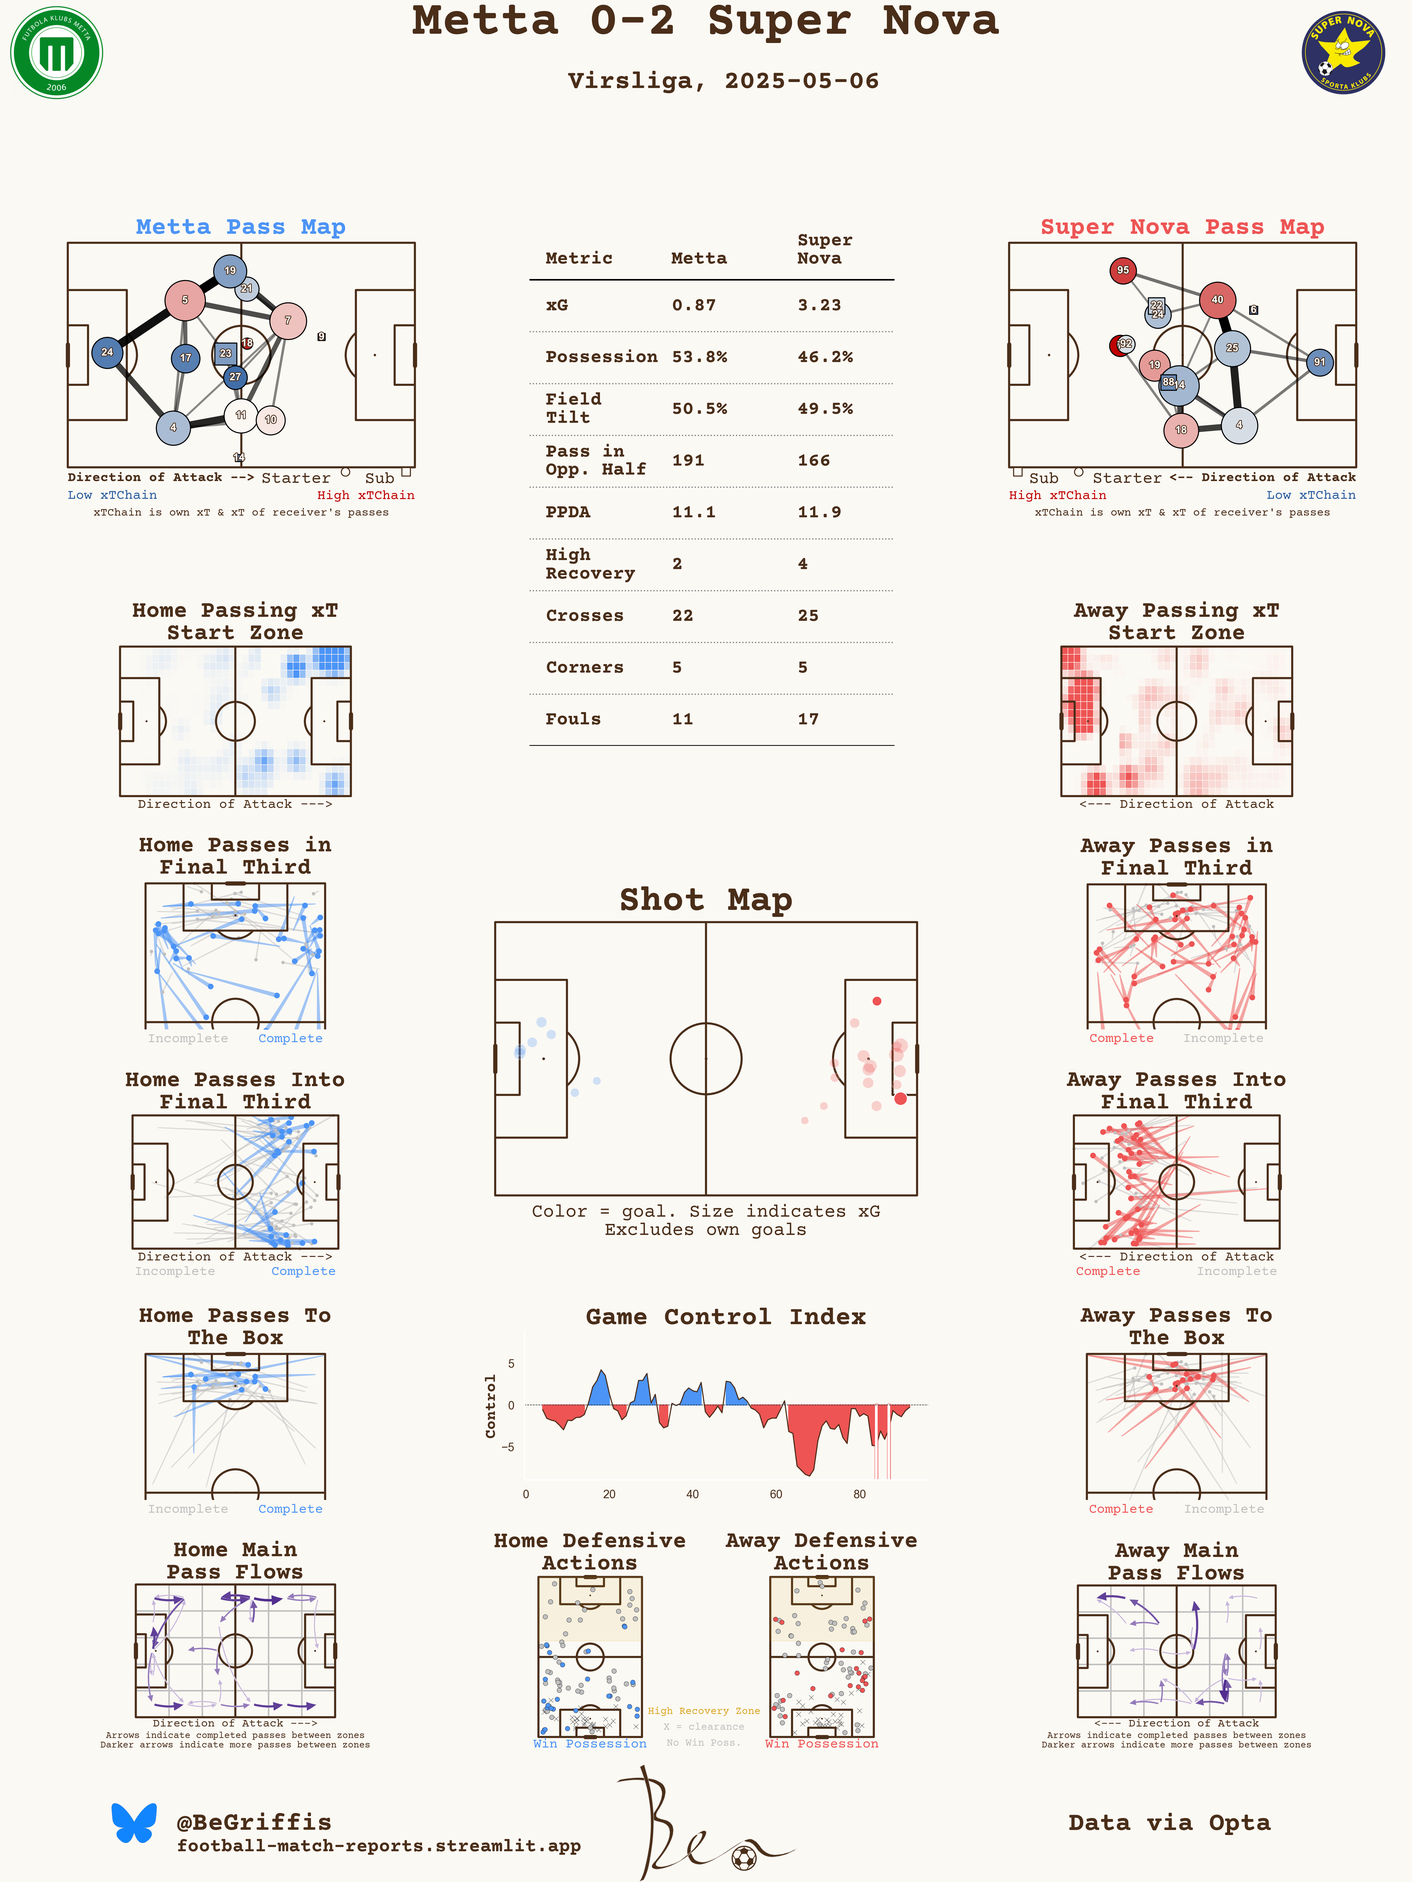 Metta 0-2 Super Nova
Virsliga, 2025-05-06
FUTBOLA KLUBS METTA
2006
SUPER NOVA
SPORTA KLUBS
Metta Pass Map
19
21
5
7
9
18
24
17
23
27
11
10
4
14
Direction of Attack --> Starter Sub
Low xTChain High xTChain
xTChain is own xT & xT of receiver's passes
Metric Metta Super Nova
xG 0.87 3.23
Possession 53.8% 46.2%
Field Tilt 50.5% 49.5%
Pass in Opp. Half 191 166
PPDA 11.1 11.9
High Recovery 2 4
Crosses 22 25
Corners 5 5
Fouls 11 17
Super Nova Pass Map
95
40
22
24
6
92
25
19
91
88
14
18
4
Sub Starter <-- Direction of Attack
High xTChain Low xTChain
xTChain is own xT & xT of receiver's passes
Home Passing xT
Start Zone
Direction of Attack --->
Away Passing xT
Start Zone
<--- Direction of Attack
Home Passes in
Final Third
Incomplete Complete
Shot Map
Color = goal. Size indicates xG
Excludes own goals
Away Passes in
Final Third
Complete Incomplete
Home Passes Into
Final Third
Direction of Attack --->
Incomplete Complete
Away Passes Into
Final Third
<--- Direction of Attack
Complete Incomplete
Home Passes To
The Box
Incomplete Complete
Game Control Index
Control
5
0
−5
0 20 40 60 80
Away Passes To
The Box
Complete Incomplete
Home Main
Pass Flows
Direction of Attack --->
Arrows indicate completed passes between zones
Darker arrows indicate more passes between zones
Home Defensive
Actions
Win Possession
High Recovery Zone
X = clearance
No Win Poss.
Away Defensive
Actions
Win Possession
Away Main
Pass Flows
<--- Direction of Attack
Arrows indicate completed passes between zones
Darker arrows indicate more passes between zones
@BeGriffis
football-match-reports.streamlit.app
Ben
Data via Opta